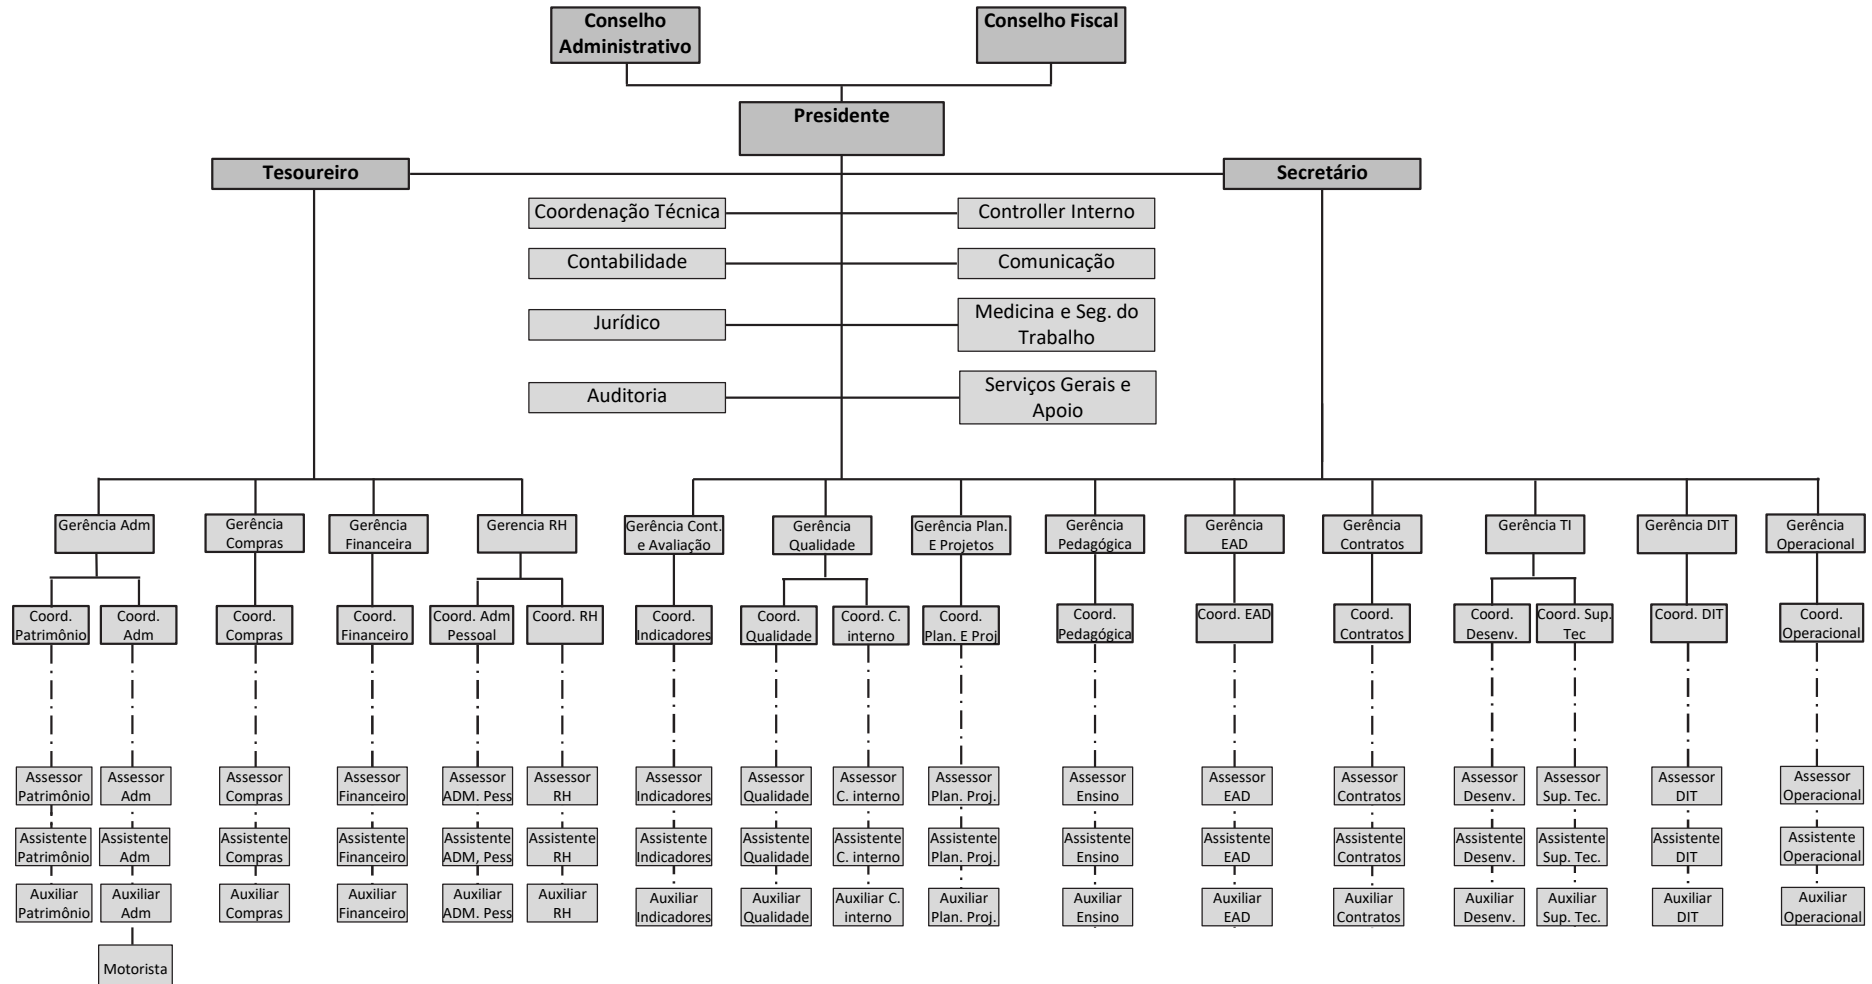 Conselho
Administrativo
Conselho Fiscal
Presidente
Tesoureiro
Secretário
Coordenação Técnica
Controller Interno
Contabilidade
Comunicação
Jurídico
Medicina e Seg. do
Trabalho
Auditoria
Serviços Gerais e
Apoio
Gerência Adm
Gerência
Compras
Gerência
Financeira
Gerencia RH
Gerência Cont.
e Avaliação
Gerência
Qualidade
Gerência Plan.
E Projetos
Gerência
Pedagógica
Gerência
EAD
Gerência
Contratos
Gerência TI
Gerência DIT
Gerência
Operacional
Coord.
Patrimônio
Coord.
Adm
Coord.
Compras
Coord.
Financeiro
Coord. Adm
Pessoal
Coord. RH
Coord.
Indicadores
Coord.
Qualidade
Coord. C.
interno
Coord.
Plan. E Proj.
Coord.
Pedagógica
Coord. EAD
Coord.
Contratos
Coord.
Desenv.
Coord. Sup.
Tec
Coord. DIT
Coord.
Operacional
Assessor
Patrimônio
Assessor
Adm
Assessor
Compras
Assessor
Financeiro
Assessor
ADM. Pess
Assessor
RH
Assessor
Indicadores
Assessor
Qualidade
Assessor
C. interno
Assessor
Plan. Proj.
Assessor
Ensino
Assessor
EAD
Assessor
Contratos
Assessor
Desenv.
Assessor
Sup. Tec.
Assessor
DIT
Assessor
Operacional
Assistente
Patrimônio
Assistente
Adm
Assistente
Compras
Assistente
Financeiro
Assistente
ADM, Pess
Assistente
RH
Assistente
Indicadores
Assistente
Qualidade
Assistente
C. interno
Assistente
Plan. Proj.
Assistente
Ensino
Assistente
EAD
Assistente
Contratos
Assistente
Desenv.
Assistente
Sup. Tec.
Assistente
DIT
Assistente
Operacional
Auxiliar
Patrimônio
Auxiliar
Adm
Auxiliar
Compras
Auxiliar
Financeiro
Auxiliar
ADM. Pess
Auxiliar
RH
Auxiliar
Indicadores
Auxiliar
Qualidade
Auxiliar C.
interno
Auxiliar
Plan. Proj.
Auxiliar
Ensino
Auxiliar
EAD
Auxiliar
Contratos
Auxiliar
Desenv.
Auxiliar
Sup. Tec.
Auxiliar
DIT
Auxiliar
Operacional
Motorista